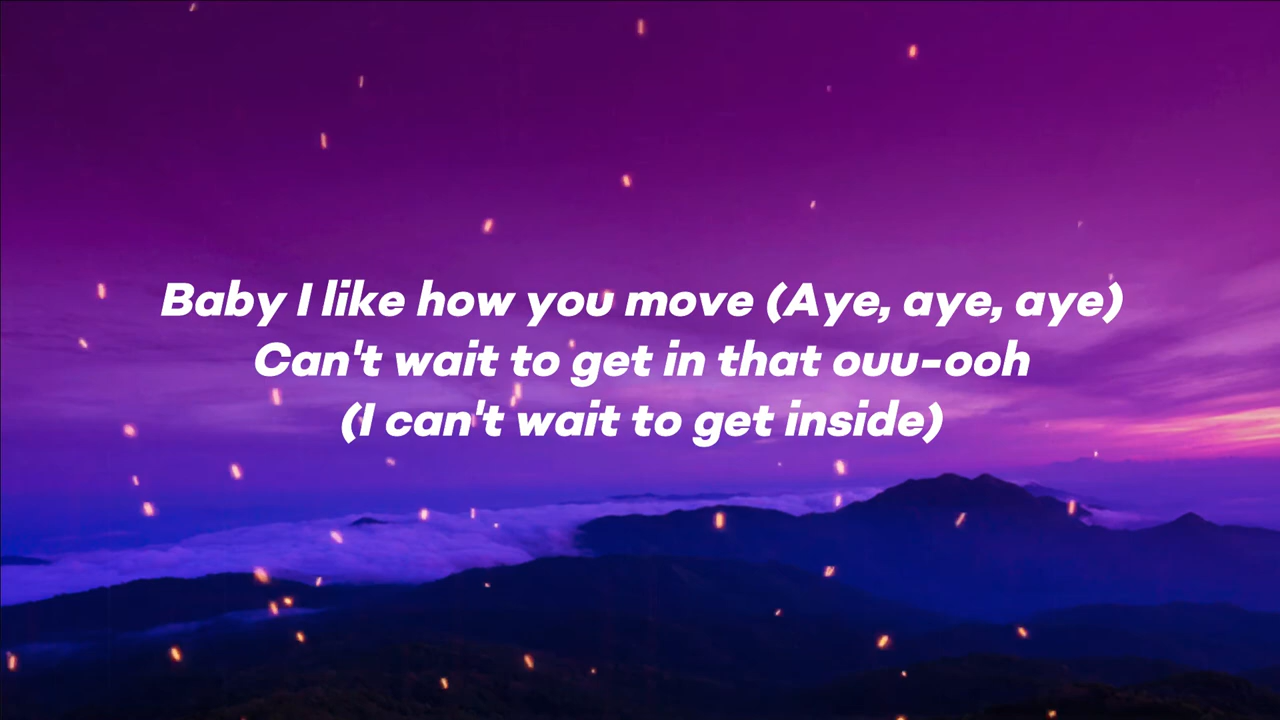 Baby I like how you move (Aye, aye, aye)
Can't wait to get in that ouu-ooh
(I can't wait to get inside)